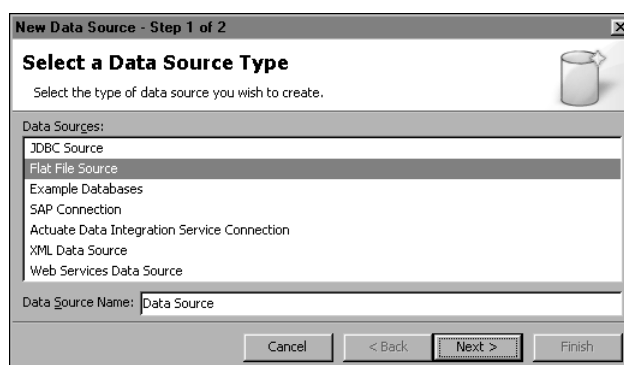 New Data Source - Step 1 of 2
Select a Data Source Type
Select the type of data source you wish to create.
Data Sources:
JDBC Source
Flat File Source
Example Databases
SAP Connection
Actuate Data Integration Service Connection
XML Data Source
Web Services Data Source
Data Source Name: Data Source
Cancel < Back Next > Finish